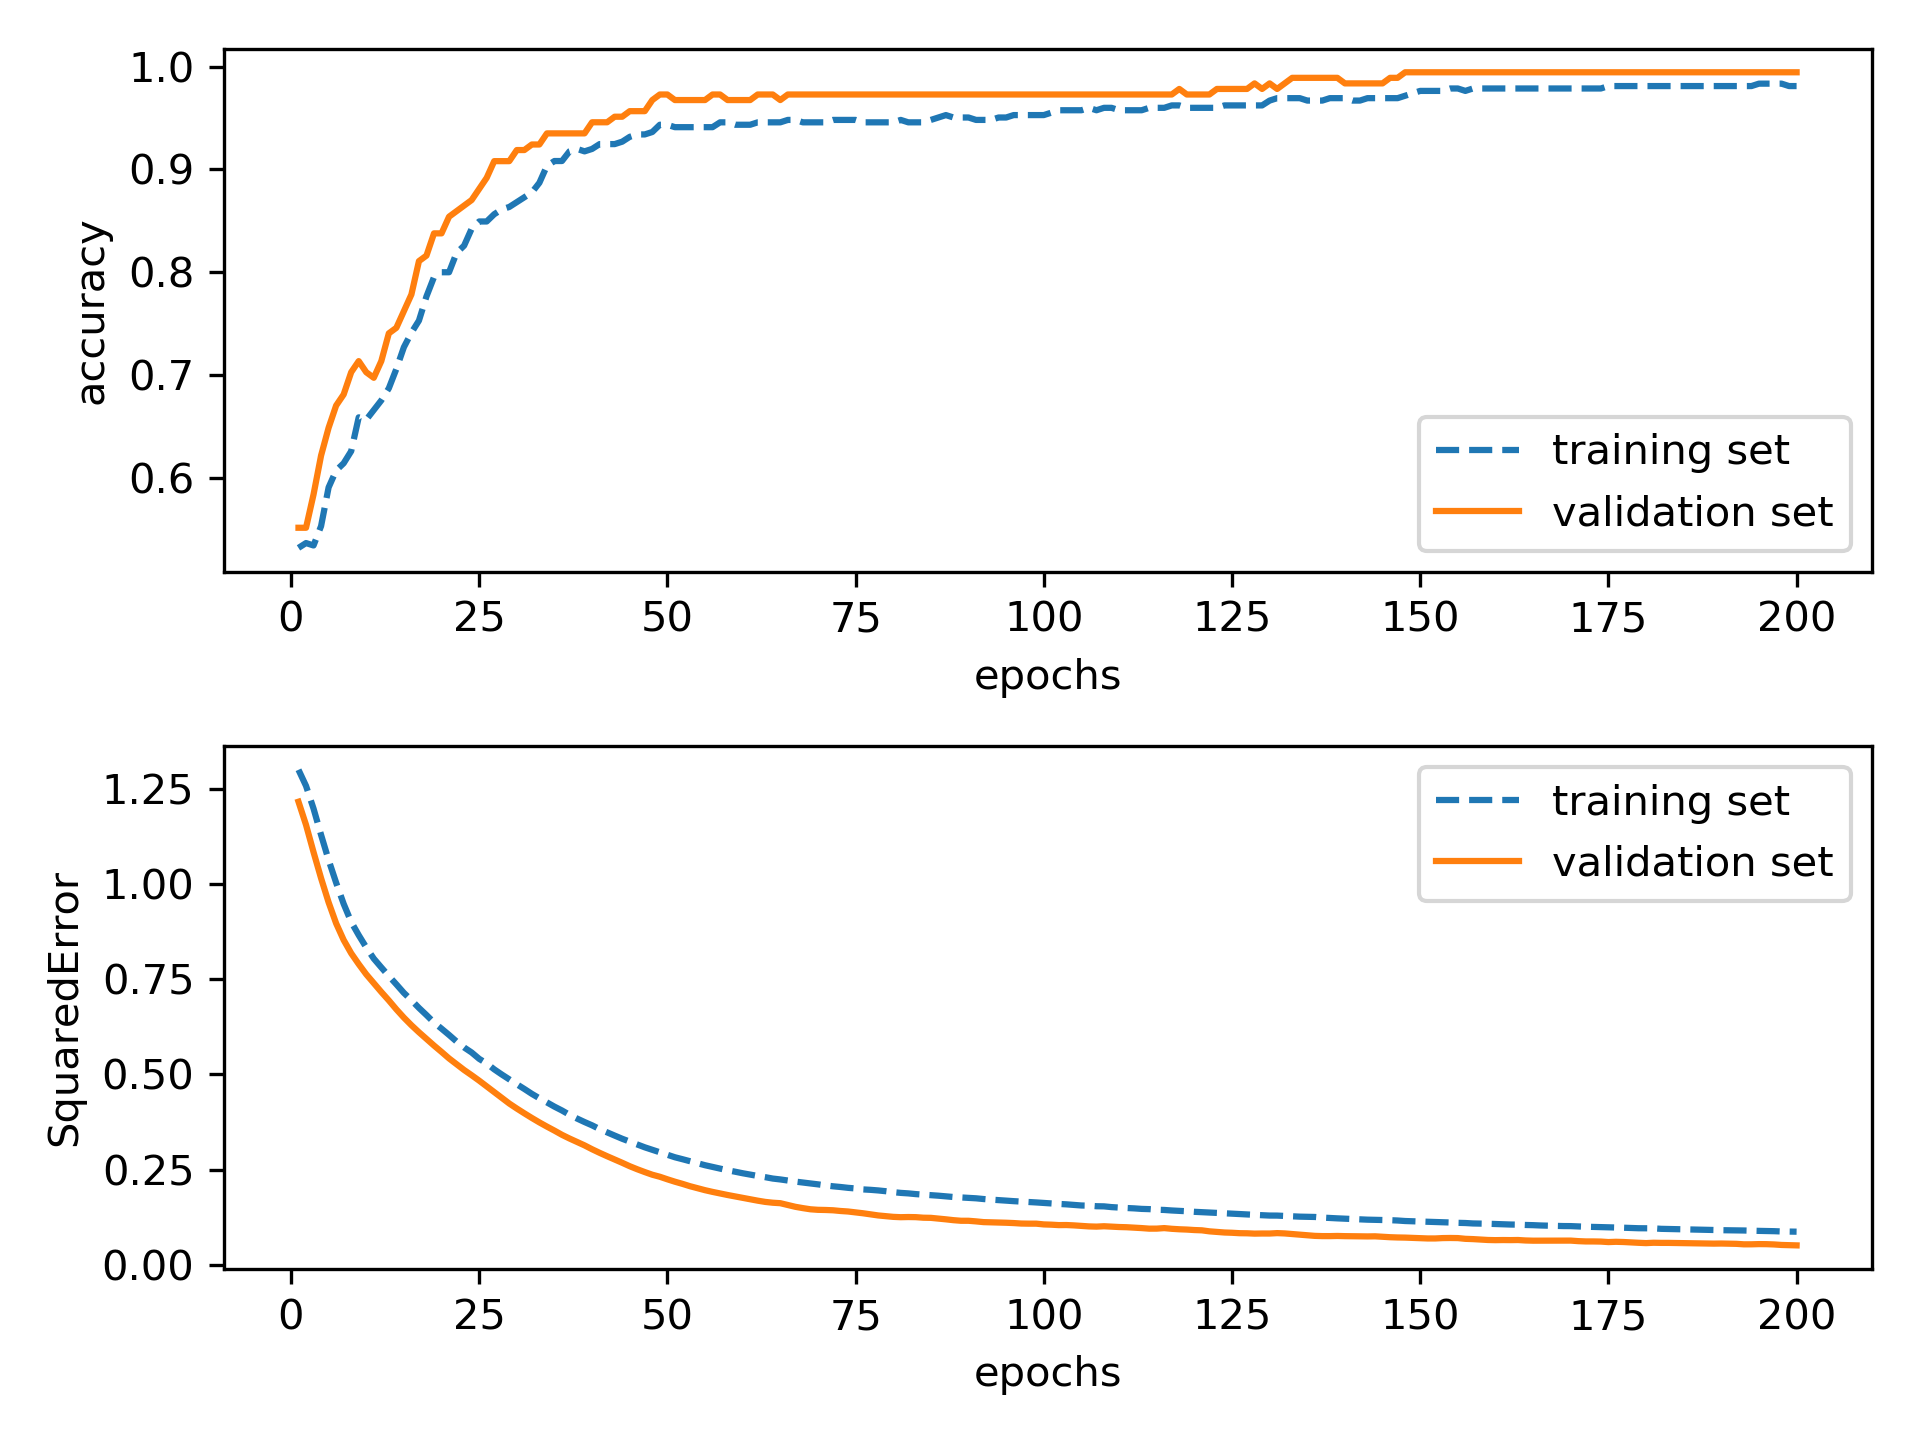 1.0
0.9
0.8
0.7
0.6
accuracy
training set
validation set
0 25 50 75 100 125 150 175 200
epochs
1.25
1.00
0.75
0.50
0.25
0.00
SquaredError
training set
validation set
0 25 50 75 100 125 150 175 200
epochs